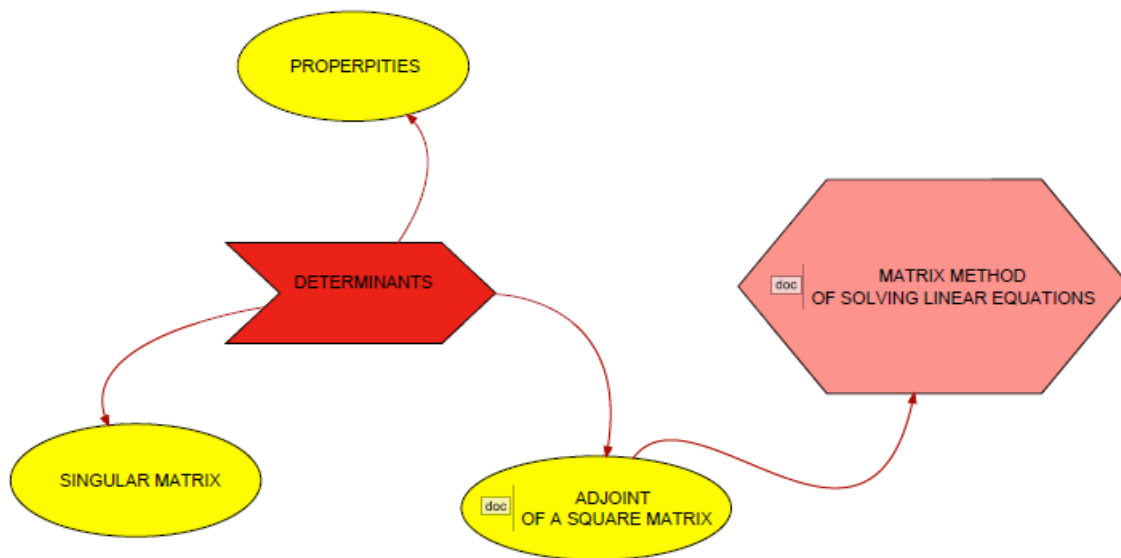 PROPERPITIES
DETERMINANTS
doc
MATRIX METHOD
OF SOLVING LINEAR EQUATIONS
SINGULAR MATRIX
doc
ADJOINT
OF A SQUARE MATRIX